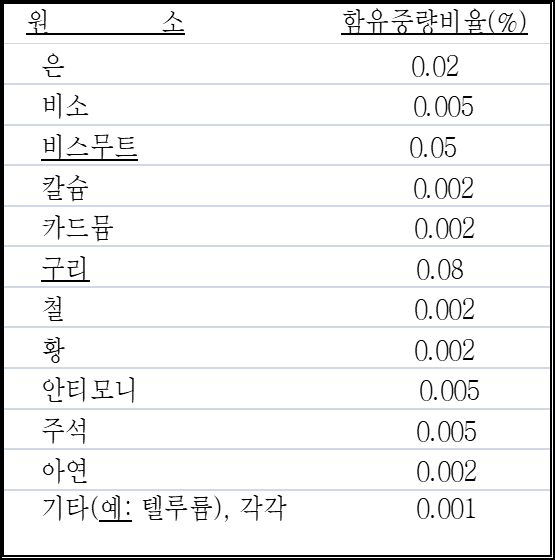 원 소 함유중량비율(%)
은 0.02
비소 0.005
비스무트 0.05
칼슘 0.002
카드뮴 0.002
구리 0.08
철 0.002
황 0.002
안티모니 0.005
주석 0.005
아연 0.002
기타(예: 텔루륨), 각각 0.001